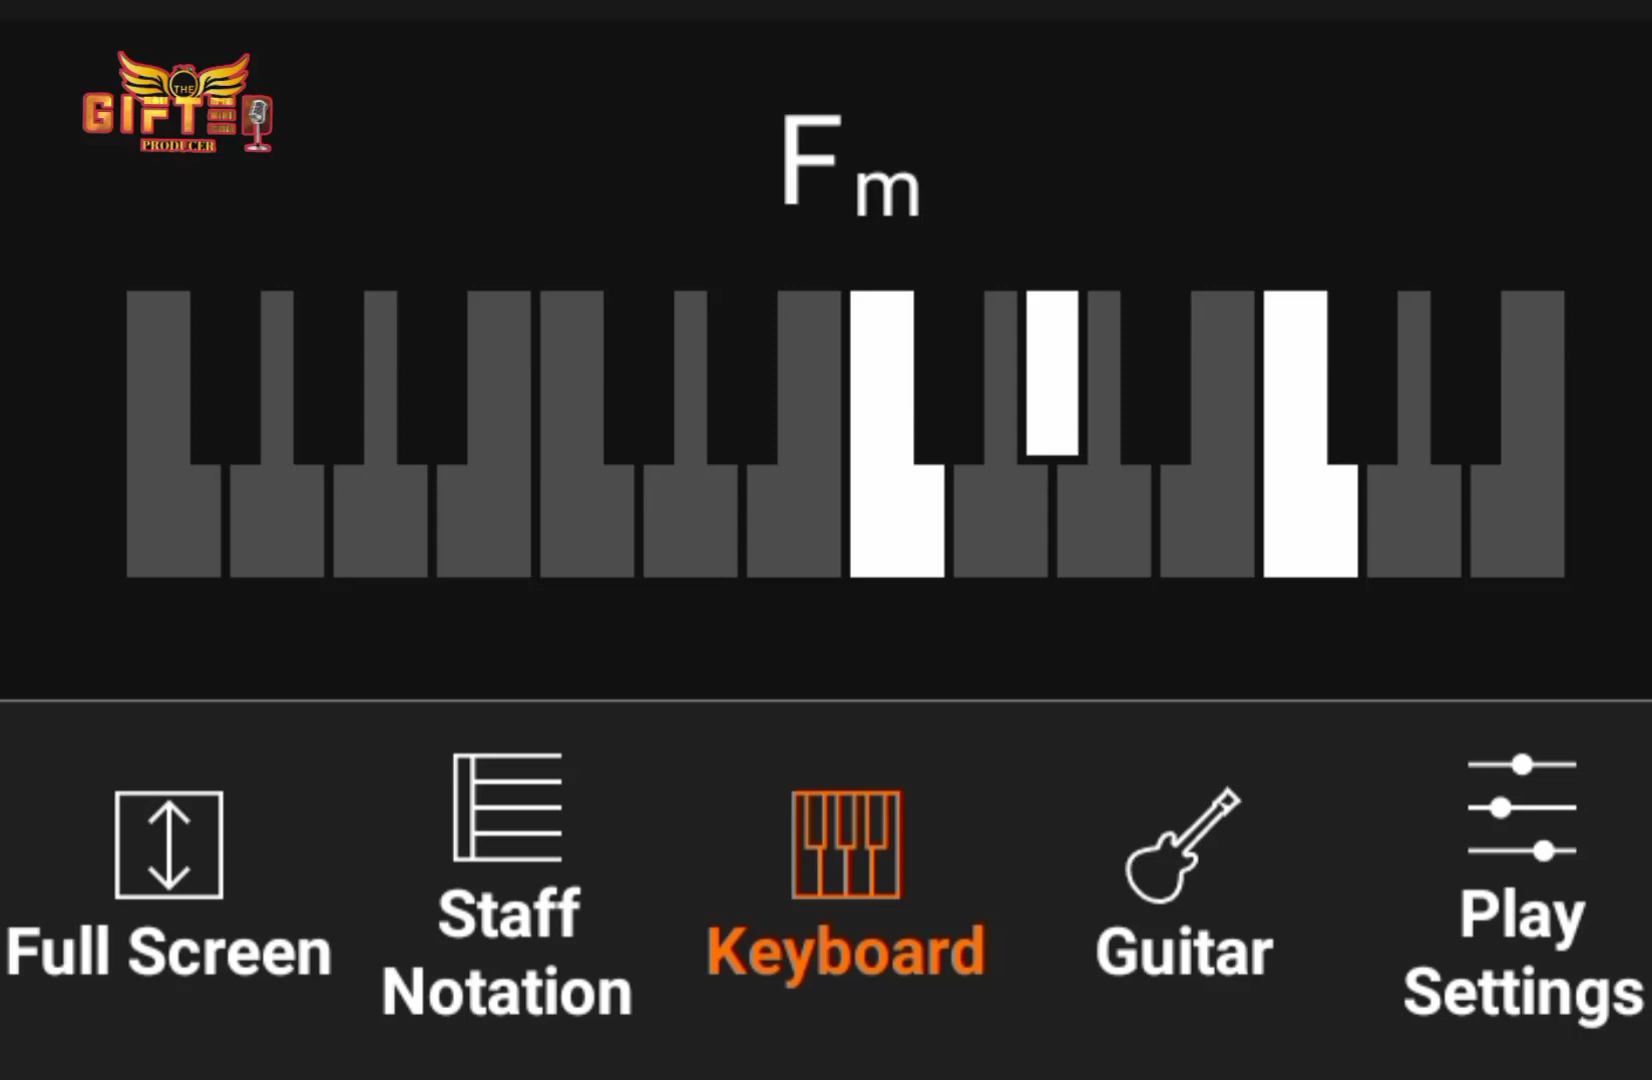 THE
GIFTED
PRODUCER
Fm
Full Screen
Staff
Notation
Keyboard
Guitar
Play
Settings